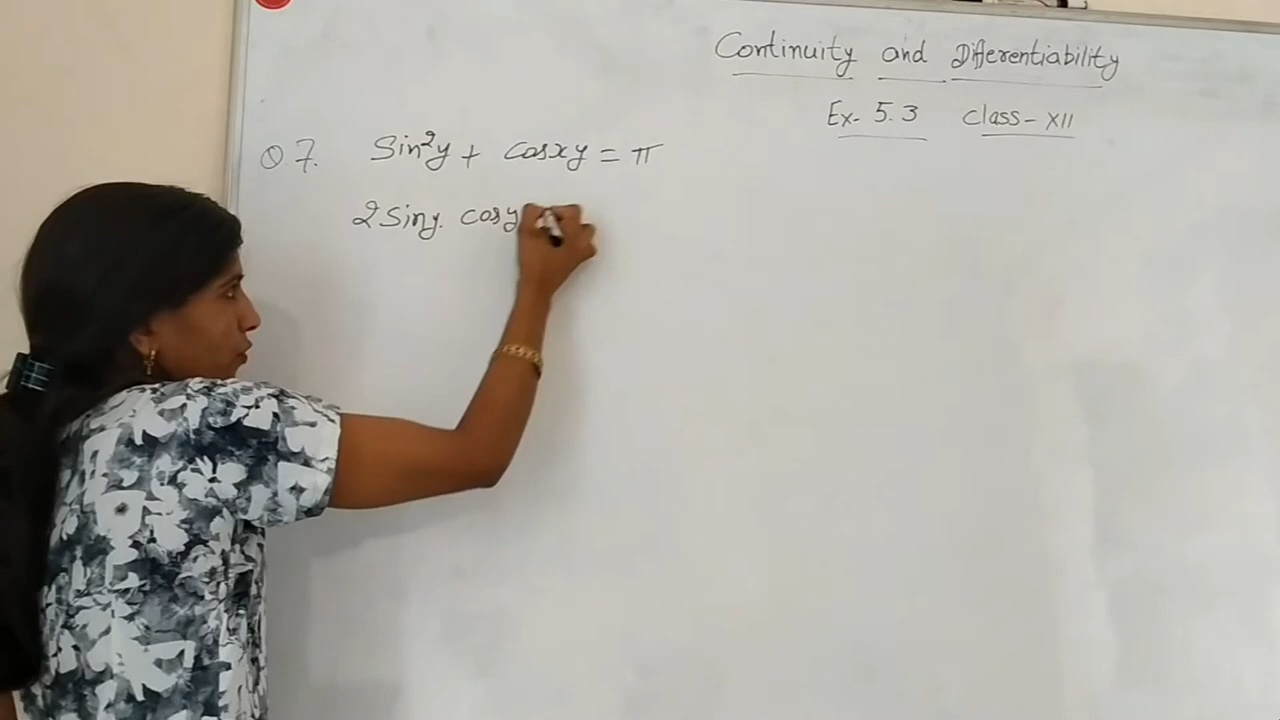 Continuity and Differentiability
Ex- 5.3 Class- XII
Q 7. Sin²y + cosxy = π
2Siny. cosy